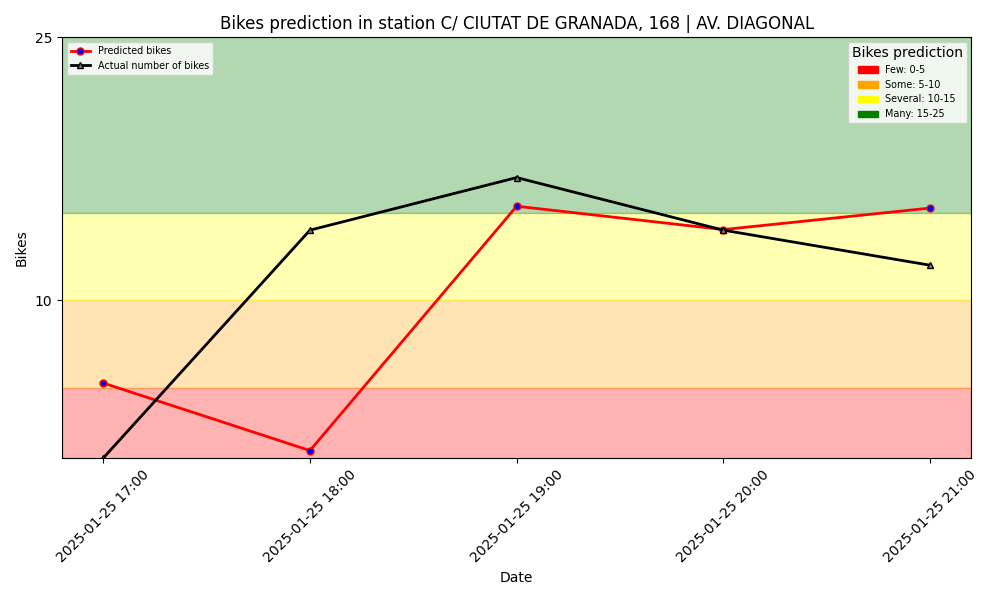 Bikes prediction in station C/ CIUTAT DE GRANADA, 168 | AV. DIAGONAL
25
10
Bikes
Predicted bikes
Actual number of bikes
Bikes prediction
Few: 0-5
Some: 5-10
Several: 10-15
Many: 15-25
2025-01-25 17:00
2025-01-25 18:00
2025-01-25 19:00
2025-01-25 20:00
2025-01-25 21:00
Date